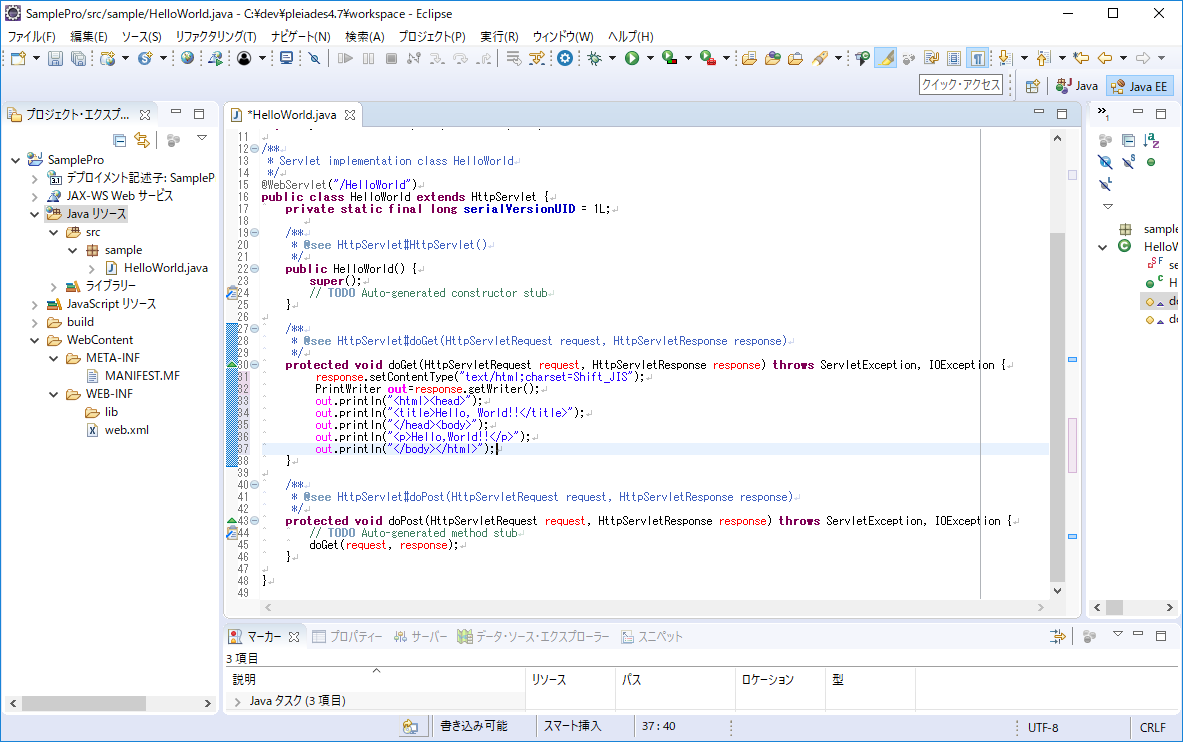 SamplePro/src/sample/HelloWorld.java - C:¥dev¥pleiades4.7¥workspace - Eclipse
ファイル(F) 編集(E) ソース(S) リファクタリング(T) ナビゲート(N) 検索(A) プロジェクト(P) 実行(R) ウィンドウ(W) ヘルプ(H)
クイック・アクセス Java Java EE
プロジェクト・エクスプ...
SamplePro
デプロイメント記述子: SampleP
JAX-WS Web サービス
Java リソース
src
sample
HelloWorld.java
ライブラリー
JavaScript リソース
build
WebContent
META-INF
MANIFEST.MF
WEB-INF
lib
web.xml
*HelloWorld.java
11
12 /**
13 * Servlet implementation class HelloWorld
14 */
15 @WebServlet("/HelloWorld")
16 public class HelloWorld extends HttpServlet {
17 private static final long serialVersionUID = 1L;
18
19 /**
20 * @see HttpServlet#HttpServlet()
21 */
22 public HelloWorld() {
23 super();
24 // TODO Auto-generated constructor stub
25 }
26
27 /**
28 * @see HttpServlet#doGet(HttpServletRequest request, HttpServletResponse response)
29 */
30 protected void doGet(HttpServletRequest request, HttpServletResponse response) throws ServletException, IOException {
31 response.setContentType("text/html;charset=Shift_JIS");
32 PrintWriter out=response.getWriter();
33 out.println("<html><head>");
34 out.println("<title>Hello, World!!</title>");
35 out.println("</head><body>");
36 out.println("<p>Hello,World!!</p>");
37 out.println("</body></html>");
38 }
39
40 /**
41 * @see HttpServlet#doPost(HttpServletRequest request, HttpServletResponse response)
42 */
43 protected void doPost(HttpServletRequest request, HttpServletResponse response) throws ServletException, IOException {
44 // TODO Auto-generated method stub
45 doGet(request, response);
46 }
47
48 }
49
»1
sample
HelloW
se
H
do
do
マーカー プロパティー サーバー データ・ソース・エクスプローラー スニペット
3 項目
説明 リソース パス ロケーション 型
Java タスク (3 項目)
書き込み可能 スマート挿入 37 : 40 UTF-8 CRLF